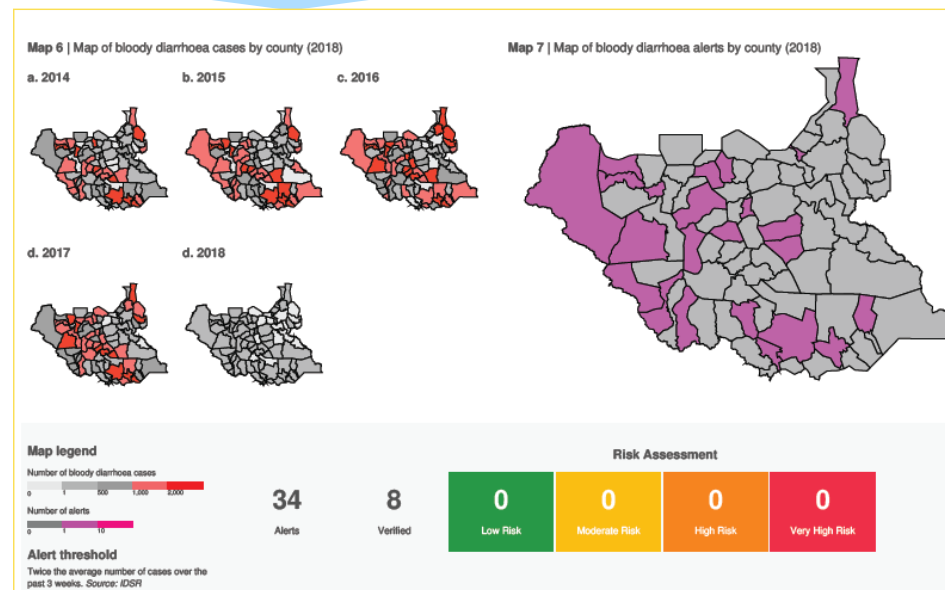 Map 6 | Map of bloody diarrhoea cases by county (2018)
a. 2014
b. 2015
c. 2016
d. 2017
d. 2018
Map 7 | Map of bloody diarrhoea alerts by county (2018)
Map legend
Number of bloody diarrhoea cases
0 1 500 1,000 2,000
Number of alerts
0 1 10
Alert threshold
Twice the average number of cases over the
past 3 weeks. Source: IDSR
34
Alerts
8
Verified
Risk Assessment
0
Low Risk
0
Moderate Risk
0
High Risk
0
Very High Risk